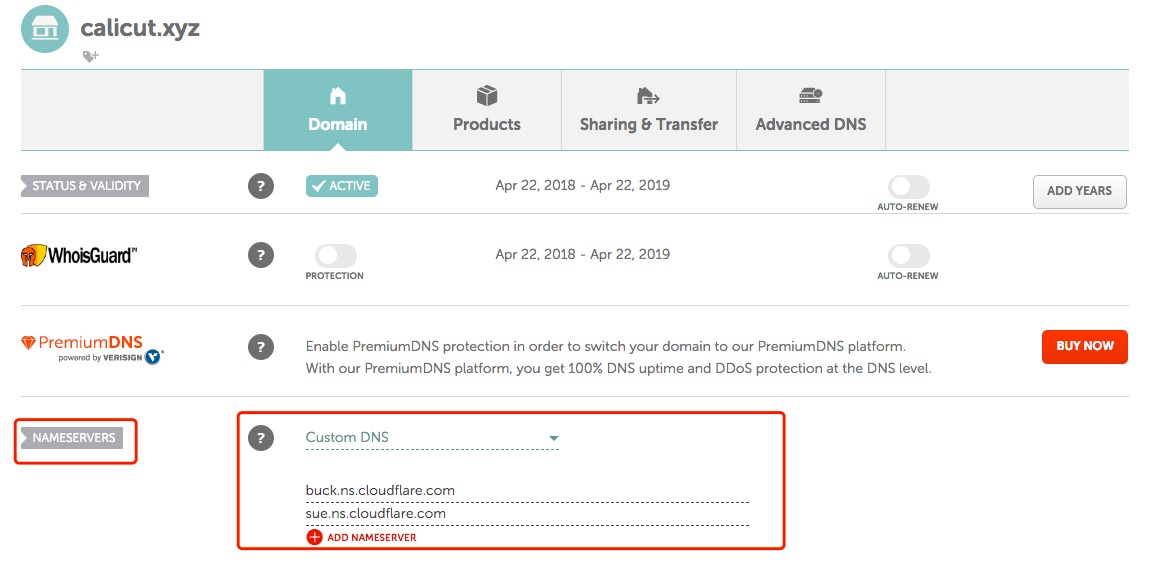 calicut.xyz
Domain
Products
Sharing & Transfer
Advanced DNS
STATUS & VALIDITY
?
ACTIVE
Apr 22, 2018 - Apr 22, 2019
AUTO-RENEW
ADD YEARS
WhoisGuard™
?
PROTECTION
Apr 22, 2018 - Apr 22, 2019
AUTO-RENEW
PremiumDNS
powered by VERISIGN
?
Enable PremiumDNS protection in order to switch your domain to our PremiumDNS platform.
With our PremiumDNS platform, you get 100% DNS uptime and DDoS protection at the DNS level.
BUY NOW
NAMESERVERS
?
Custom DNS
buck.ns.cloudflare.com
sue.ns.cloudflare.com
ADD NAMESERVER